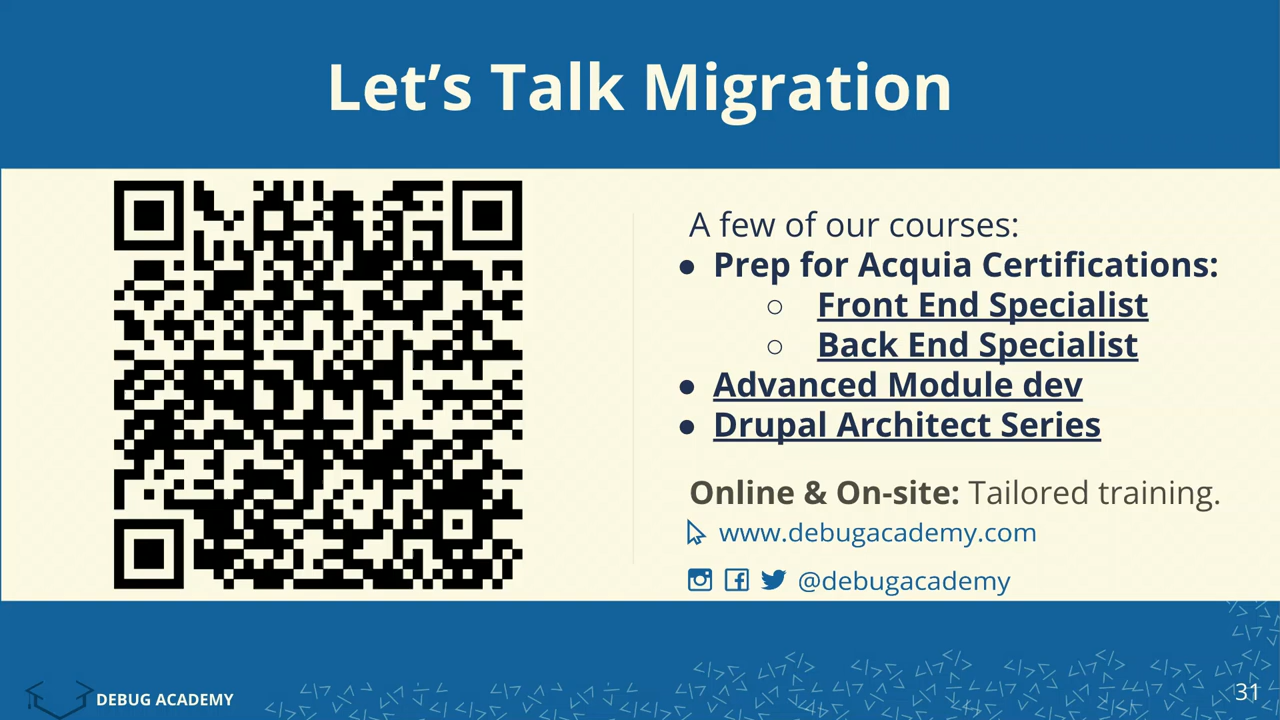 Let’s Talk Migration
A few of our courses:
● Prep for Acquia Certifications:
○ Front End Specialist
○ Back End Specialist
● Advanced Module dev
● Drupal Architect Series
Online & On-site: Tailored training.
www.debugacademy.com
@debugacademy
DEBUG ACADEMY
31